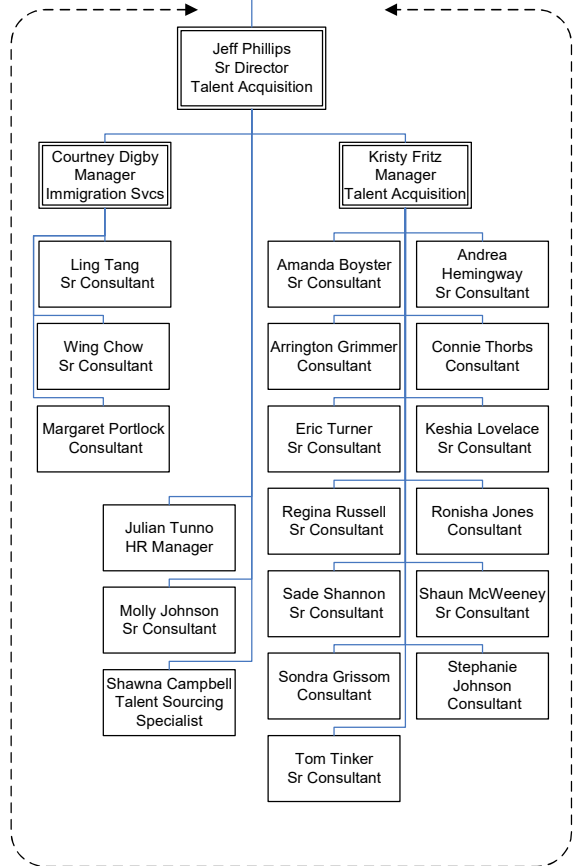 Jeff Phillips
Sr Director
Talent Acquisition
Courtney Digby
Manager
Immigration Svcs
Kristy Fritz
Manager
Talent Acquisition
Ling Tang
Sr Consultant
Wing Chow
Sr Consultant
Margaret Portlock
Consultant
Julian Tunno
HR Manager
Molly Johnson
Sr Consultant
Shawna Campbell
Talent Sourcing
Specialist
Amanda Boyster
Sr Consultant
Andrea
Hemingway
Sr Consultant
Arrington Grimmer
Consultant
Connie Thorbs
Consultant
Eric Turner
Sr Consultant
Keshia Lovelace
Sr Consultant
Regina Russell
Sr Consultant
Ronisha Jones
Consultant
Sade Shannon
Sr Consultant
Shaun McWeeney
Sr Consultant
Sondra Grissom
Consultant
Stephanie
Johnson
Consultant
Tom Tinker
Sr Consultant